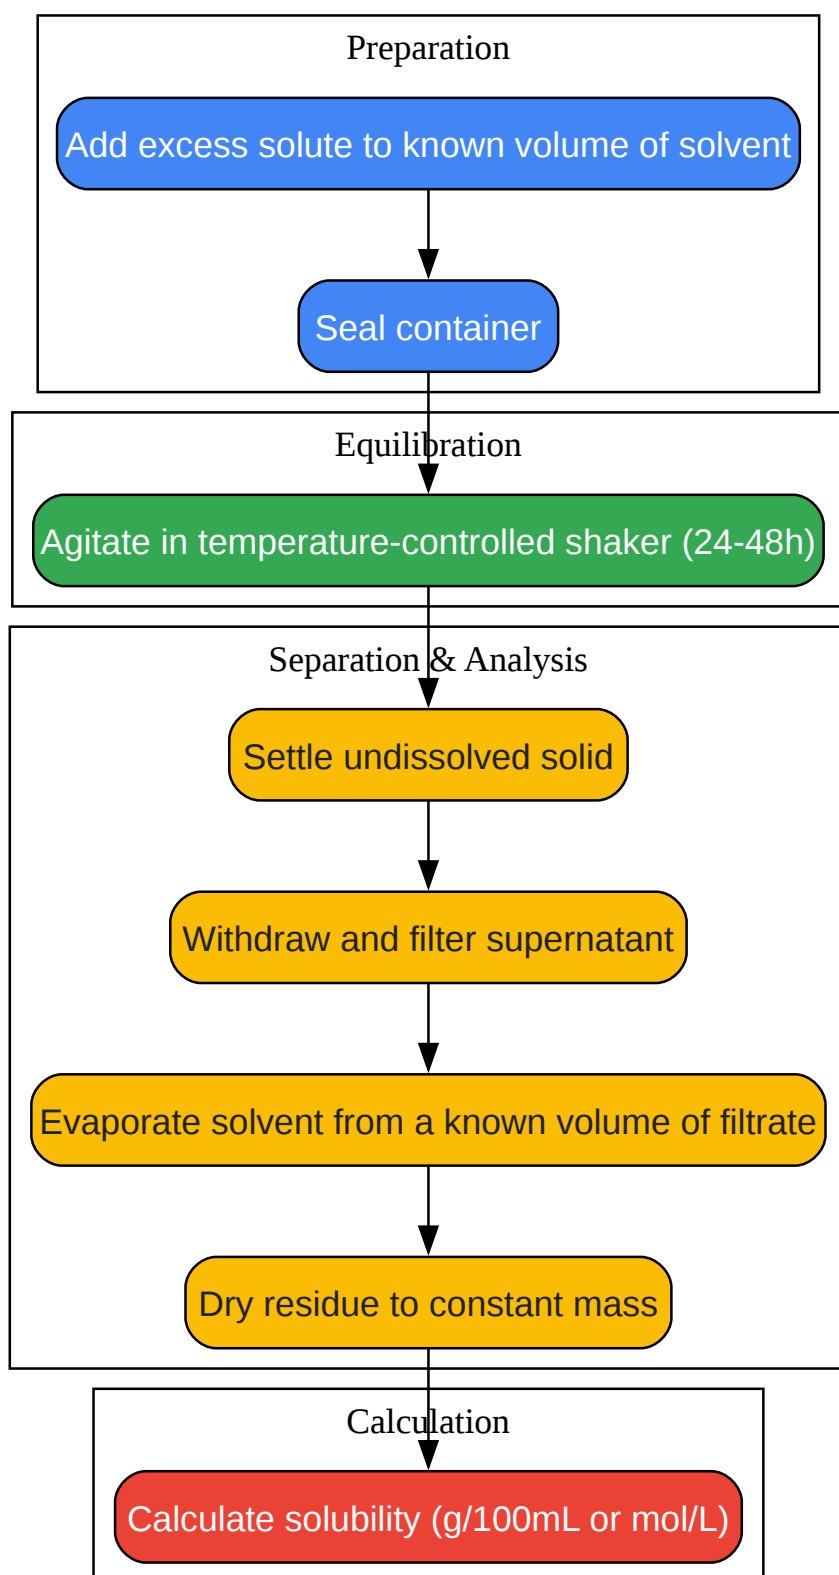 Preparation
Add excess solute to known volume of solvent
Seal container
Equilibration
Agitate in temperature-controlled shaker (24-48h)
Separation & Analysis
Settle undissolved solid
Withdraw and filter supernatant
Evaporate solvent from a known volume of filtrate
Dry residue to constant mass
Calculation
Calculate solubility (g/100mL or mol/L)